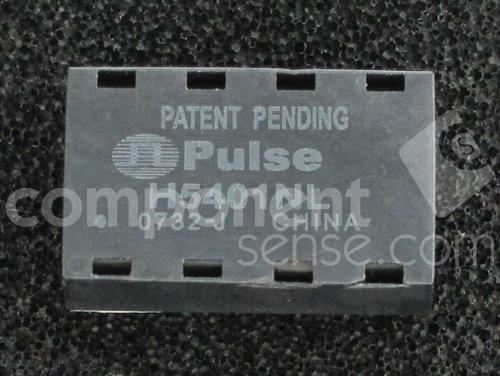 PATENT PENDING
Pulse
H5401NL
0732-J CHINA
component
sense.com
S